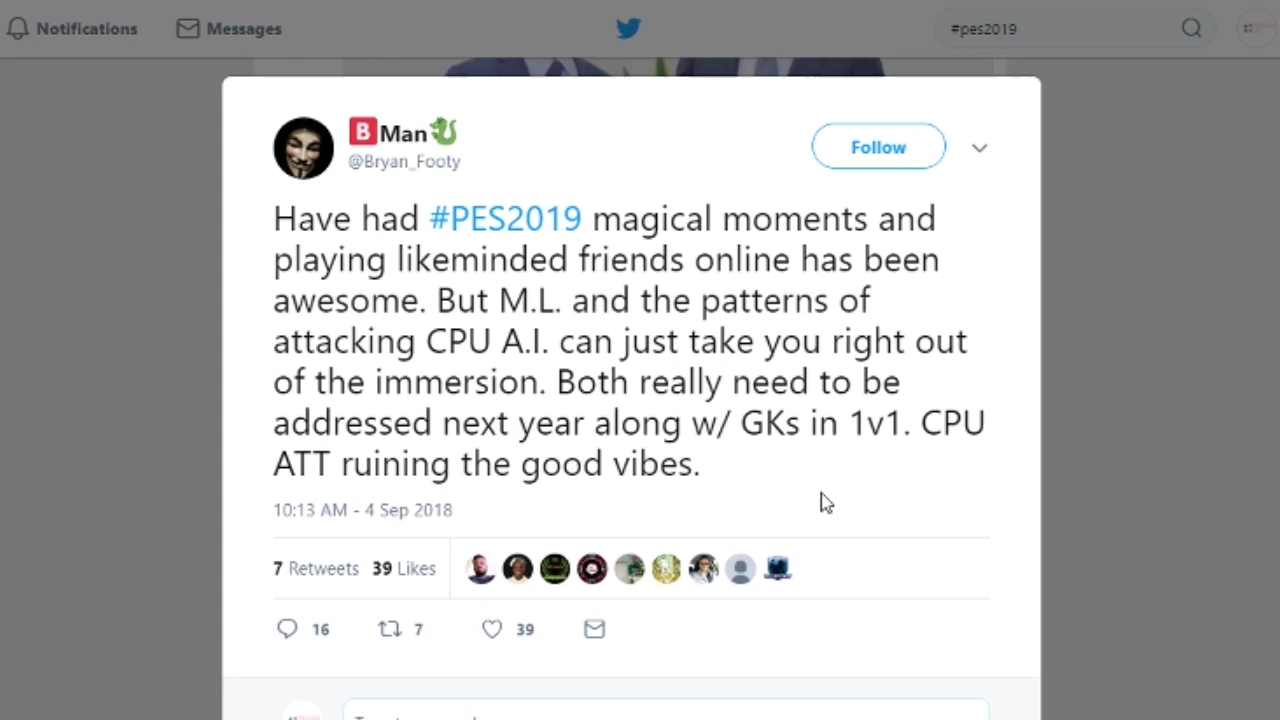 Notifications
Messages
#pes2019
B Man
@Bryan_Footy
Follow
Have had #PES2019 magical moments and
playing likeminded friends online has been
awesome. But M.L. and the patterns of
attacking CPU A.I. can just take you right out
of the immersion. Both really need to be
addressed next year along w/ GKs in 1v1. CPU
ATT ruining the good vibes.
10:13 AM - 4 Sep 2018
7 Retweets 39 Likes
16 7 39